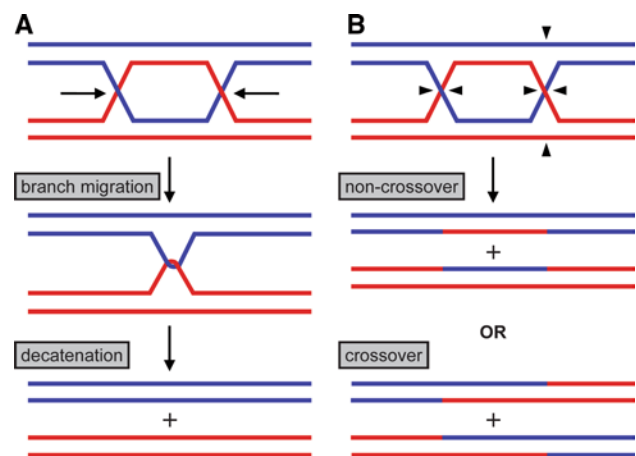 A
branch migration
decatenation
+
B
non-crossover
+
OR
crossover
+